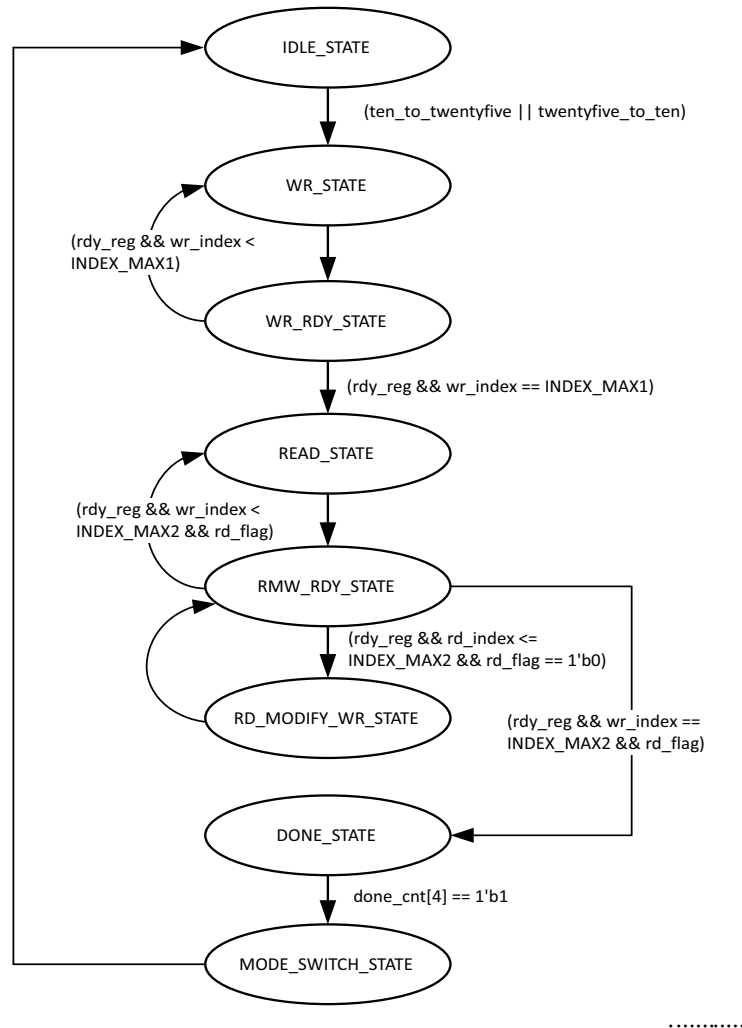 IDLE_STATE
(ten_to_twentyfive || twentyfive_to_ten)
WR_STATE
(rdy_reg && wr_index <
INDEX_MAX1)
WR_RDY_STATE
(rdy_reg && wr_index == INDEX_MAX1)
READ_STATE
(rdy_reg && wr_index <
INDEX_MAX2 && rd_flag)
RMW_RDY_STATE
(rdy_reg && rd_index <=
INDEX_MAX2 && rd_flag == 1'b0)
RD_MODIFY_WR_STATE
(rdy_reg && wr_index ==
INDEX_MAX2 && rd_flag)
DONE_STATE
done_cnt[4] == 1'b1
MODE_SWITCH_STATE